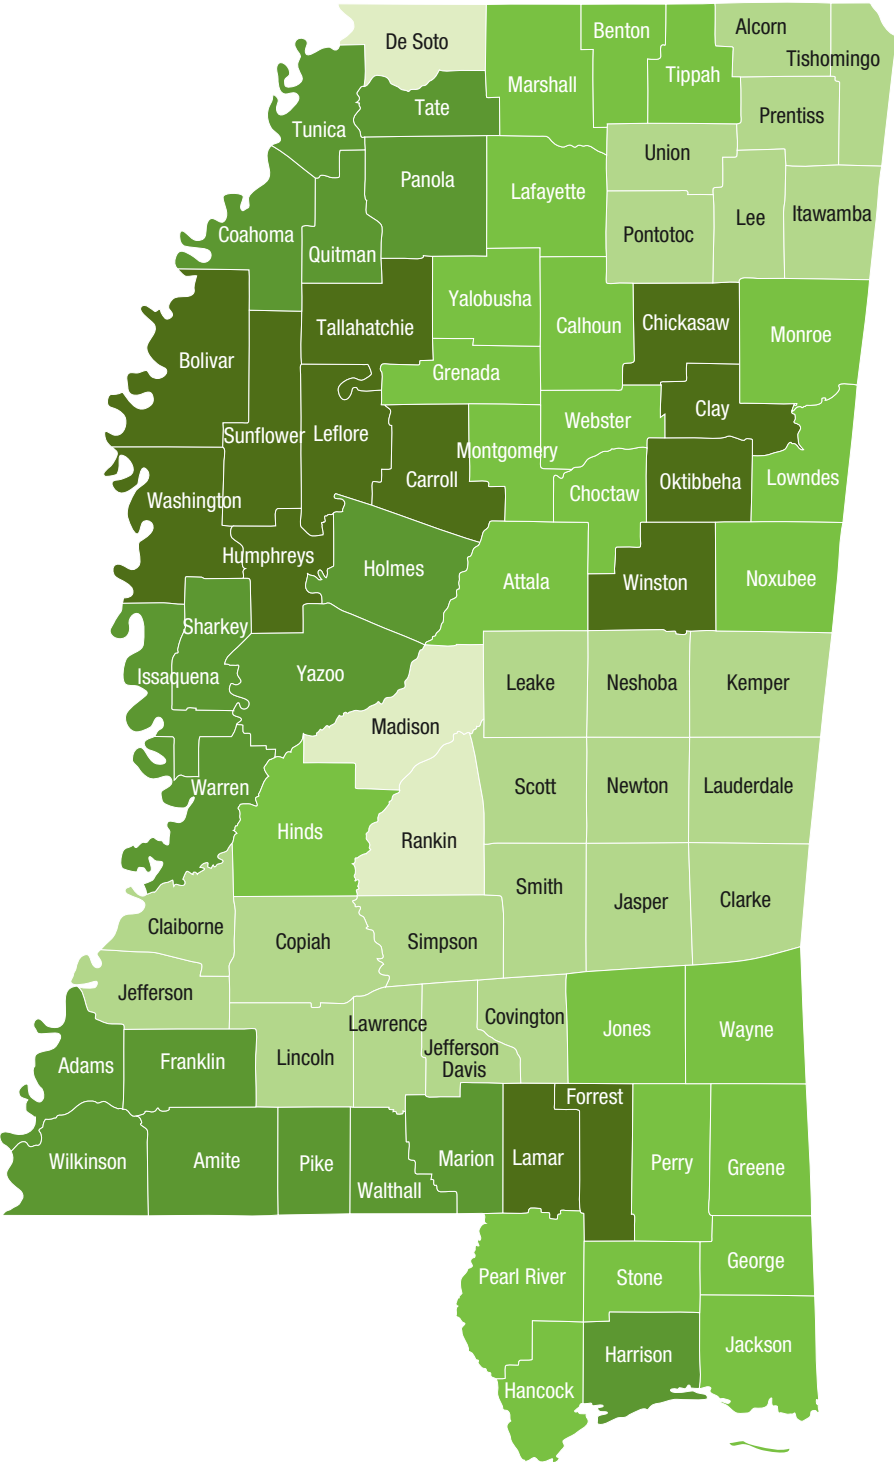 Alcorn
Benton
De Soto
Tishomingo
Tippah
Marshall
Tate
Prentiss
Tunica
Union
Panola
Lafayette
Itawamba
Lee
Pontotoc
Coahoma
Quitman
Yalobusha
Chickasaw
Calhoun
Tallahatchie
Monroe
Bolivar
Grenada
Clay
Webster
Leflore
Sunflower
Montgomery
Lowndes
Carroll
Oktibbeha
Choctaw
Washington
Humphreys
Holmes
Noxubee
Attala
Winston
Sharkey
Yazoo
Issaquena
Leake
Neshoba
Kemper
Madison
Scott
Newton
Lauderdale
Warren
Hinds
Rankin
Smith
Clarke
Jasper
Claiborne
Copiah
Simpson
Jefferson
Covington
Lawrence
Jones
Wayne
Jefferson
Davis
Lincoln
Franklin
Adams
Forrest
Lamar
Marion
Wilkinson
Amite
Pike
Perry
Greene
Walthall
George
Pearl River
Stone
Jackson
Harrison
Hancock